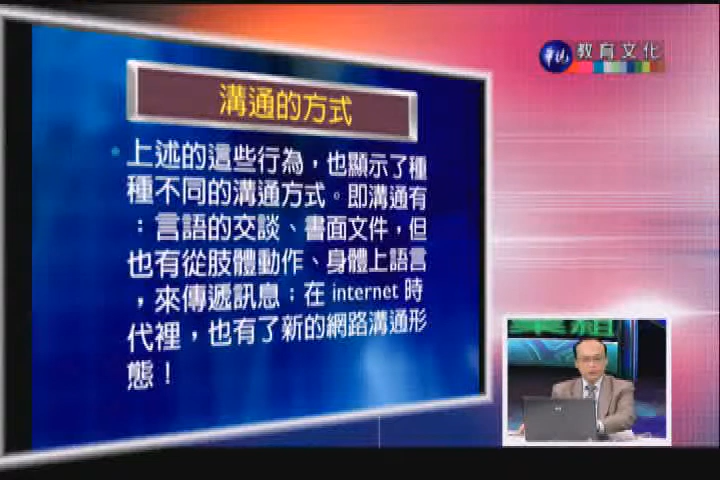 華視 教育文化
溝通的方式
上述的這些行為，也顯示了種
種不同的溝通方式。即溝通有
：言語的交談、書面文件，但
也有從肢體動作、身體上語言
，來傳遞訊息；在 internet 時
代裡，也有了新的網路溝通形
態！